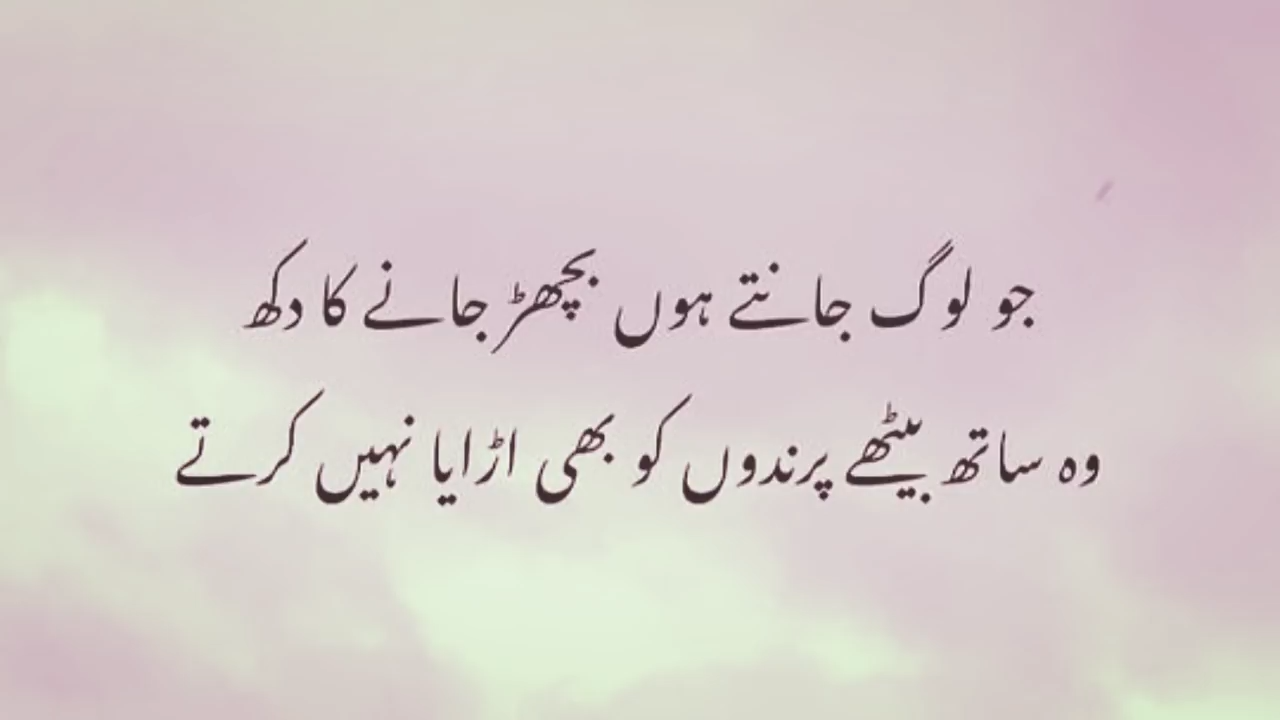 جو لوگ جانتے ہوں بچھڑ جانے کا دکھ
وہ ساتھ بیٹھے پرندوں کو بھی اڑایا نہیں کرتے